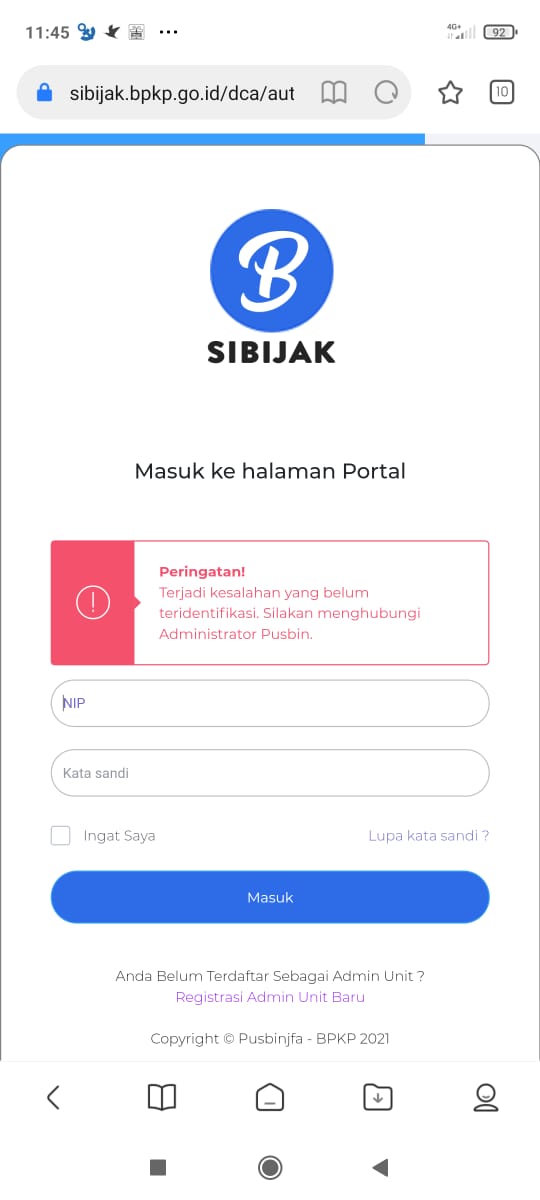 11:45
4G+
92
sibijak.bpkp.go.id/dca/aut
10
B
SIBIJAK
Masuk ke halaman Portal
Peringatan!
Terjadi kesalahan yang belum
teridentifikasi. Silakan menghubungi
Administrator Pusbin.
NIP
Kata sandi
Ingat Saya
Lupa kata sandi ?
Masuk
Anda Belum Terdaftar Sebagai Admin Unit ?
Registrasi Admin Unit Baru
Copyright © Pusbinjfa - BPKP 2021